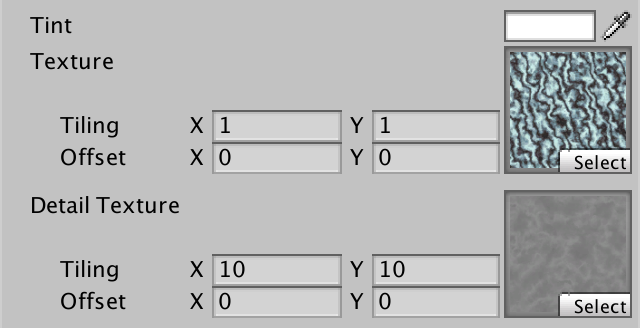 Tint
Texture
Tiling X 1 Y 1
Offset X 0 Y 0
Select
Detail Texture
Tiling X 10 Y 10
Offset X 0 Y 0
Select